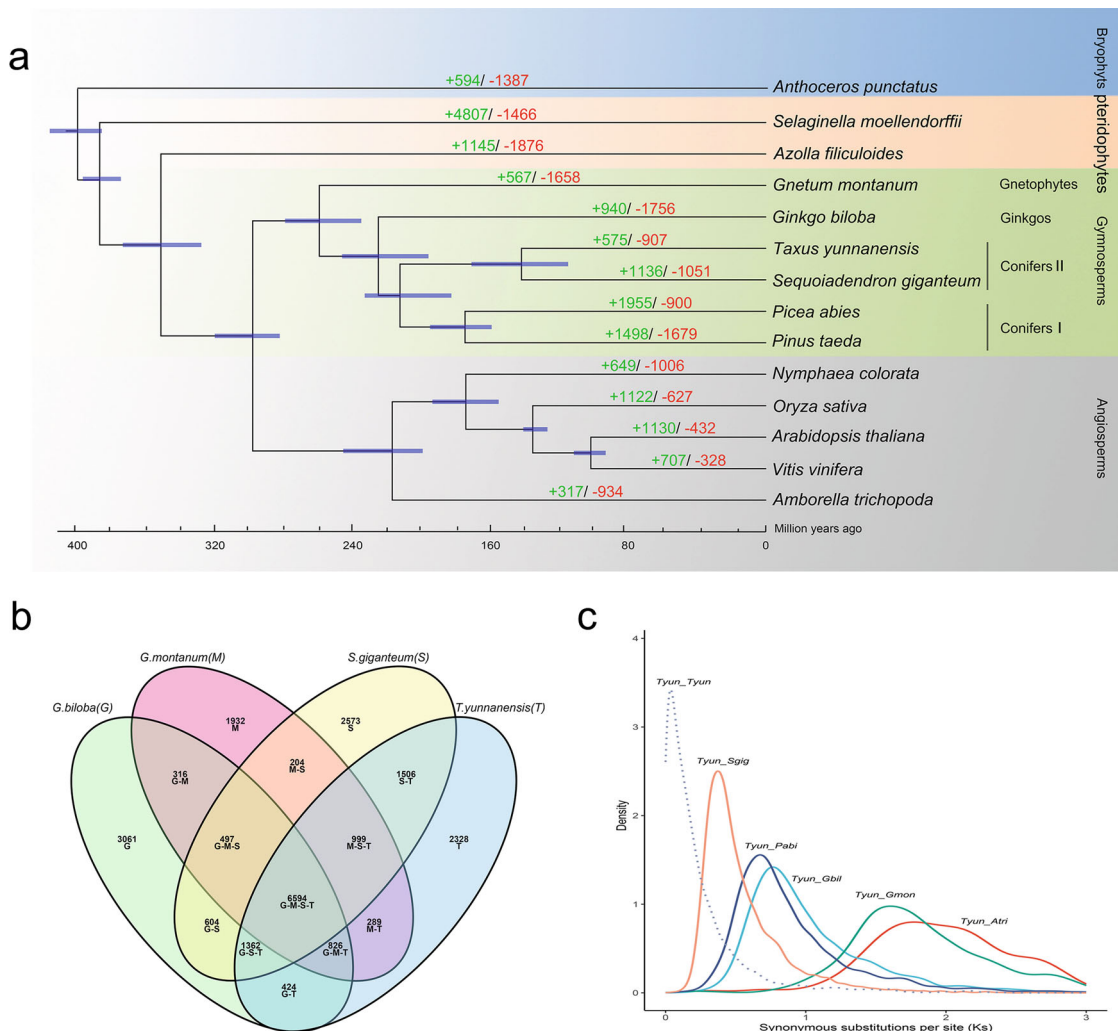 a
Bryophyts
+594/ -1387
Anthoceros punctatus
pteridophytes
+4807/ -1466
Selaginella moellendorffii
+1145/ -1876
Azolla filiculoides
Gymnosperms
+567/ -1658
Gnetum montanum
Gnetophytes
+940/ -1756
Ginkgo biloba
Ginkgos
+575/ -907
Taxus yunnanensis
Conifers II
+1136/ -1051
Sequoiadendron giganteum
+1955/ -900
Picea abies
Conifers I
+1498/ -1679
Pinus taeda
Angiosperms
+649/ -1006
Nymphaea colorata
+1122/ -627
Oryza sativa
+1130/ -432
Arabidopsis thaliana
+707/ -328
Vitis vinifera
+317/ -934
Amborella trichopoda
Million years ago
400 320 240 160 80 0
b
G.montanum(M)
S.giganteum(S)
G.biloba(G)
T.yunnanensis(T)
1932
M
2573
S
316
G-M
204
M-S
1506
S-T
3061
G
497
G-M-S
999
M-S-T
2328
T
6594
G-M-S-T
604
G-S
289
M-T
1362
G-S-T
826
G-M-T
424
G-T
c
4
3
2
1
0
Density
Tyun_Tyun
Tyun_Sgig
Tyun_Pabi
Tyun_Gbil
Tyun_Gmon
Tyun_Atri
0 1 2 3
Synonymous substitutions per site (Ks)